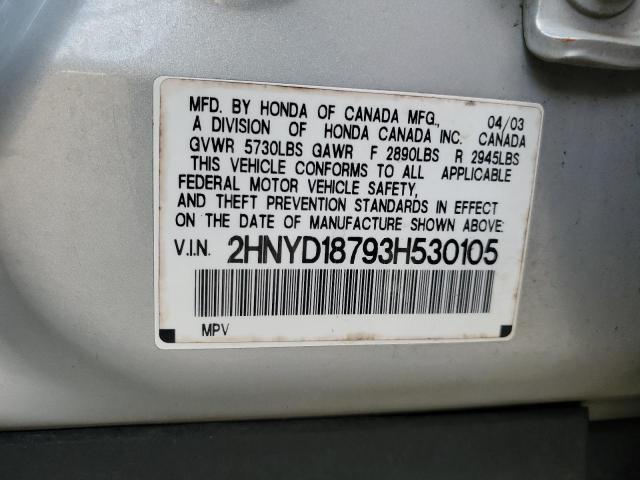 MFD. BY HONDA OF CANADA MFG., 04/03
A DIVISION OF HONDA CANADA INC. CANADA
GVWR 5730LBS GAWR F 2890LBS R 2945LBS
THIS VEHICLE CONFORMS TO ALL APPLICABLE
FEDERAL MOTOR VEHICLE SAFETY,
AND THEFT PREVENTION STANDARDS IN EFFECT
ON THE DATE OF MANUFACTURE SHOWN ABOVE.
V.I.N. 2HNYD18793H530105
MPV